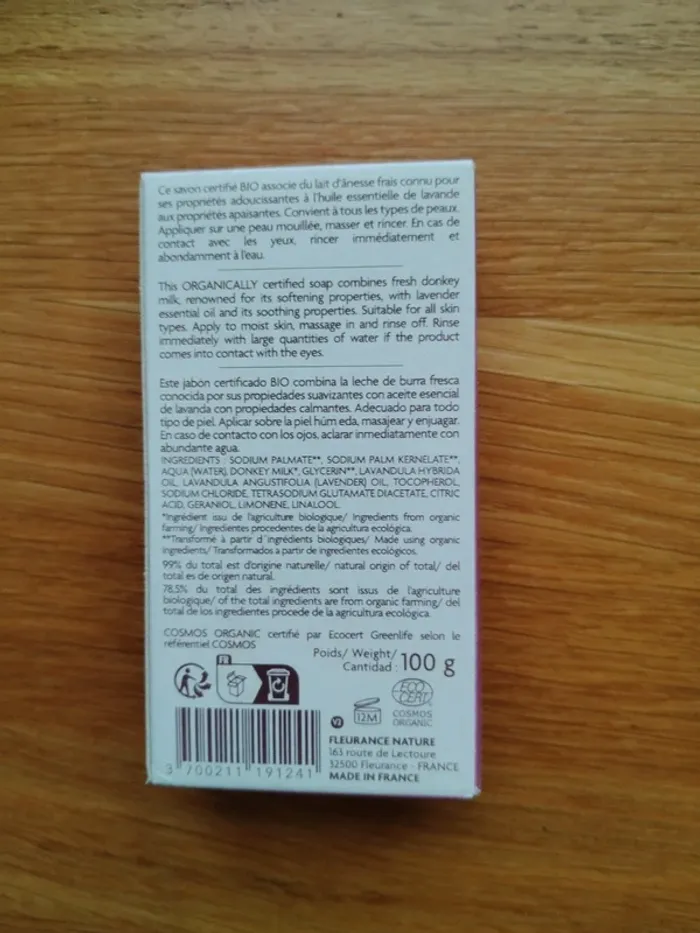 Ce savon certifié BIO associe du lait d'ânesse frais connu pour
ses propriétés adoucissantes à l'huile essentielle de lavande
aux propriétés apaisantes. Convient à tous les types de peaux.
Appliquer sur une peau mouillée, masser et rincer. En cas de
contact avec les yeux, rincer immédiatement et
abondamment à l'eau.
This ORGANICALLY certified soap combines fresh donkey
milk, renowned for its softening properties, with lavender
essential oil and its soothing properties. Suitable for all skin
types. Apply to moist skin, massage in and rinse off. Rinse
immediately with large quantities of water if the product
comes into contact with the eyes.
Este jabón certificado BIO combina la leche de burra fresca
conocida por sus propiedades suavizantes con aceite esencial
de lavanda con propiedades calmantes. Adecuado para todo
tipo de piel. Aplicar sobre la piel húm eda, masajear y enjuagar.
En caso de contacto con los ojos, aclarar inmediatamente con
abundante agua.
INGREDIENTS : SODIUM PALMATE**, SODIUM PALM KERNELATE**,
AQUA (WATER), DONKEY MILK*, GLYCERIN**, LAVANDULA HYBRIDA
OIL, LAVANDULA ANGUSTIFOLIA (LAVENDER) OIL, TOCOPHEROL,
SODIUM CHLORIDE, TETRASODIUM GLUTAMATE DIACETATE, CITRIC
ACID, GERANIOL, LIMONENE, LINALOOL.
*Ingrédient issu de l'agriculture biologique/ Ingredients from organic
farming/ Ingredientes procedentes de la agricultura ecológica.
**Transformé à partir d'ingrédients biologiques/ Made using organic
ingredients/ Transformados a partir de ingredientes ecológicos.
99% du total est d'origine naturelle/ natural origin of total/ del
total es de origen natural.
78.5% du total des ingrédients sont issus de l'agriculture
biologique/ of the total ingredients are from organic farming/ del
total de los ingredientes procede de la agricultura ecológica.
COSMOS ORGANIC certifié par Ecocert Greenlife selon le
référentiel COSMOS
Poids/ Weight/
Cantidad : 100 g
FR
ECO
CERT
COSMOS
ORGANIC
12M
V3
FLEURANCE NATURE
163 route de Lectoure
32500 Fleurance - FRANCE
MADE IN FRANCE
3 700211 191241